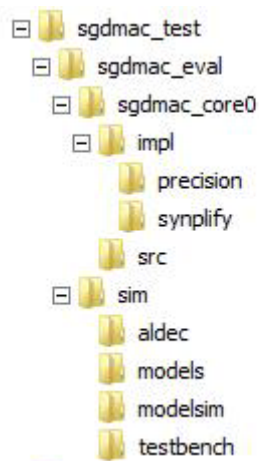 sgdmac_test
sgdmac_eval
sgdmac_core0
impl
precision
synplify
src
sim
aldec
models
modelsim
testbench